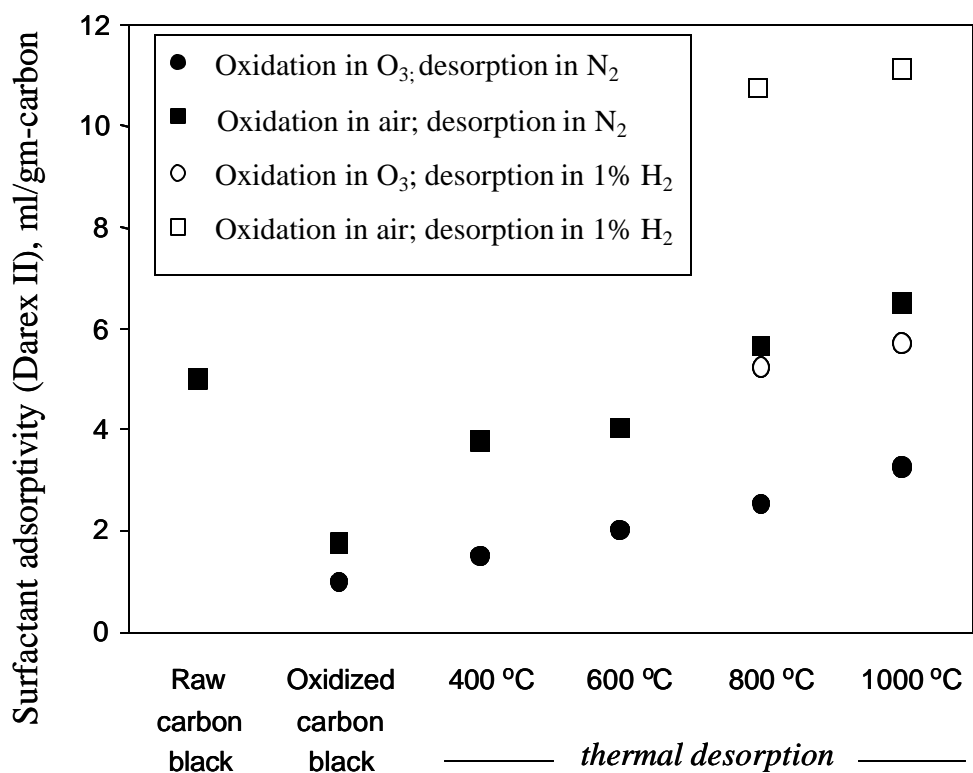 Surfactant adsorptivity (Darex II), ml/gm-carbon
12
10
8
6
4
2
0
Oxidation in O₃; desorption in N₂
Oxidation in air; desorption in N₂
Oxidation in O₃; desorption in 1% H₂
Oxidation in air; desorption in 1% H₂
Raw carbon black
Oxidized carbon black
400 ºC
600 ºC
800 ºC
1000 ºC
thermal desorption